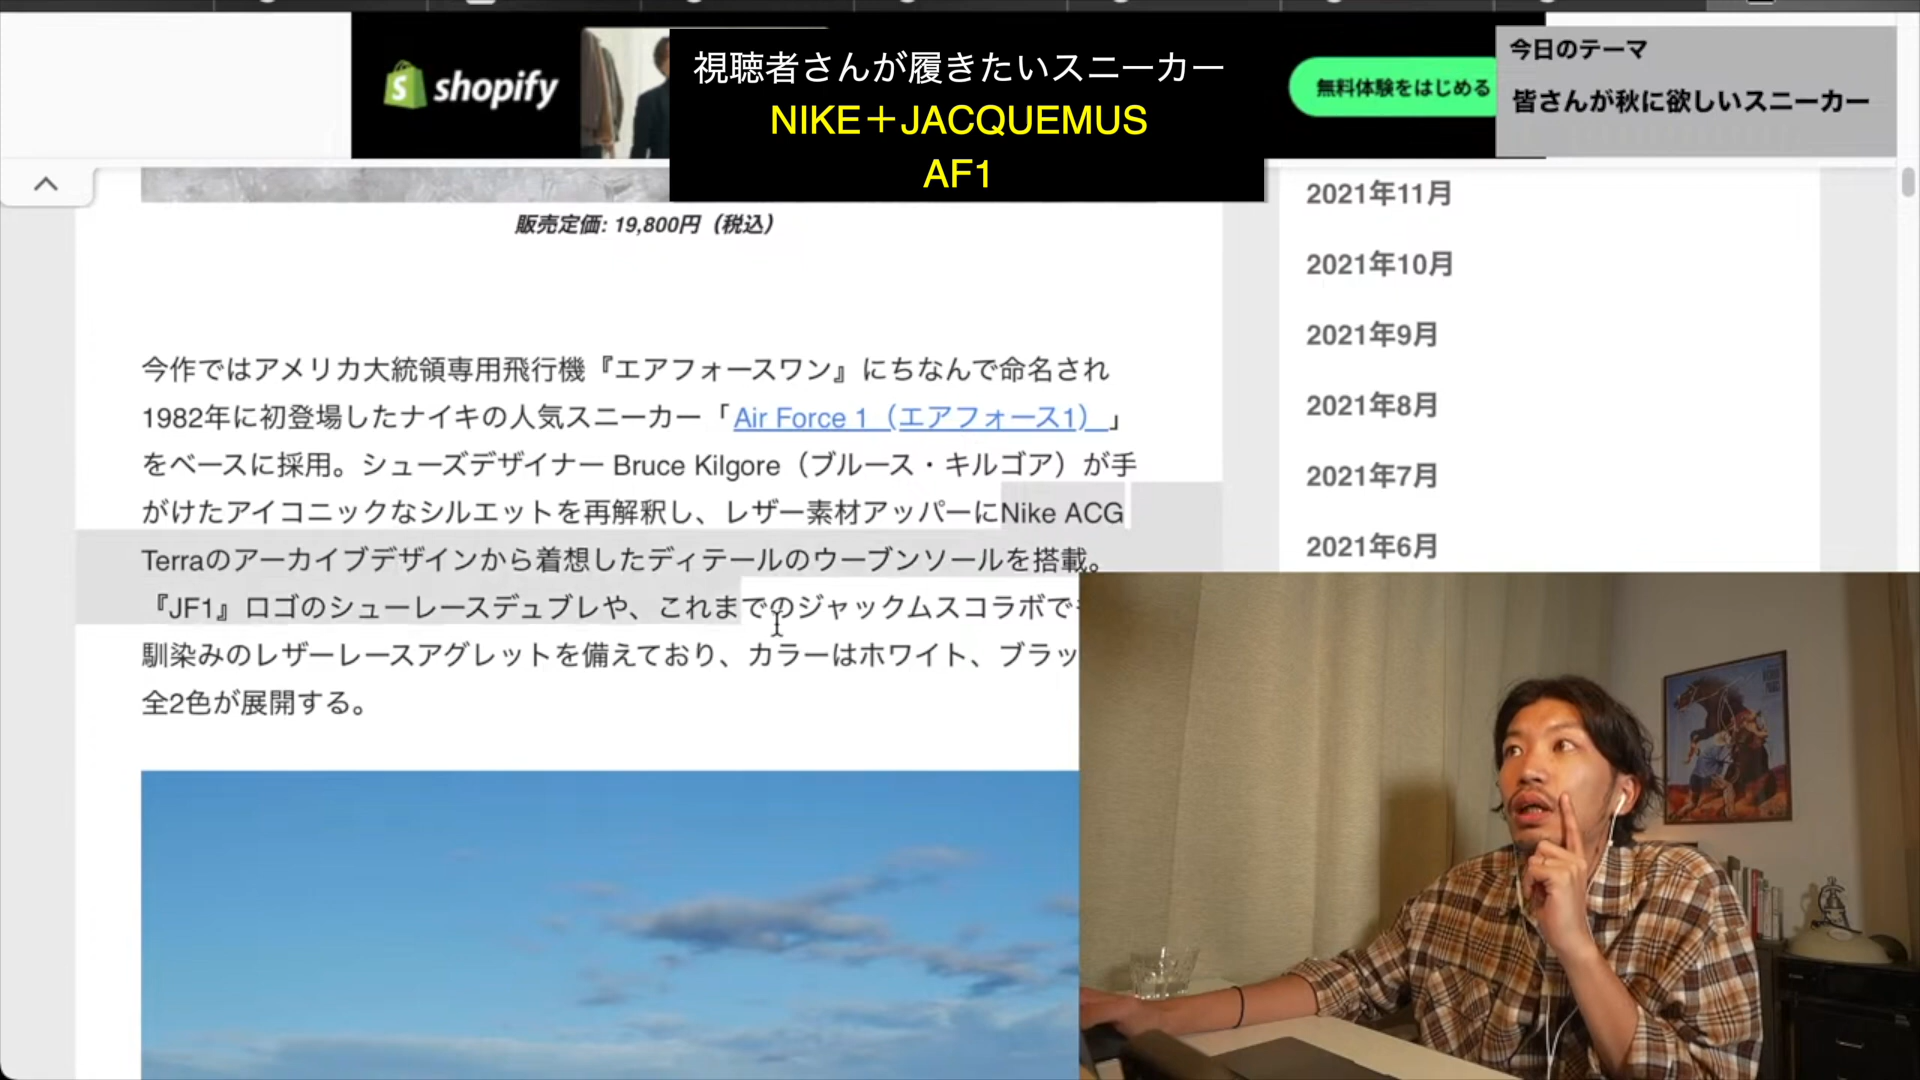 shopify
視聴者さんが履きたいスニーカー
NIKE＋JACQUEMUS
AF1
無料体験をはじめる
今日のテーマ
皆さんが秋に欲しいスニーカー
販売定価: 19,800円（税込）
今作ではアメリカ大統領専用飛行機『エアフォースワン』にちなんで命名され
1982年に初登場したナイキの人気スニーカー「Air Force 1（エアフォース1）」
をベースに採用。シューズデザイナー Bruce Kilgore（ブルース・キルゴア）が手
がけたアイコニックなシルエットを再解釈し、レザー素材アッパーにNike ACG
Terraのアーカイブデザインから着想したディテールのウーブンソールを搭載。
『JF1』ロゴのシューレースデュブレや、これまでのジャックムスコラボで
馴染みのレザーレースアグレットを備えており、カラーはホワイト、ブラッ
全2色が展開する。
2021年11月
2021年10月
2021年9月
2021年8月
2021年7月
2021年6月